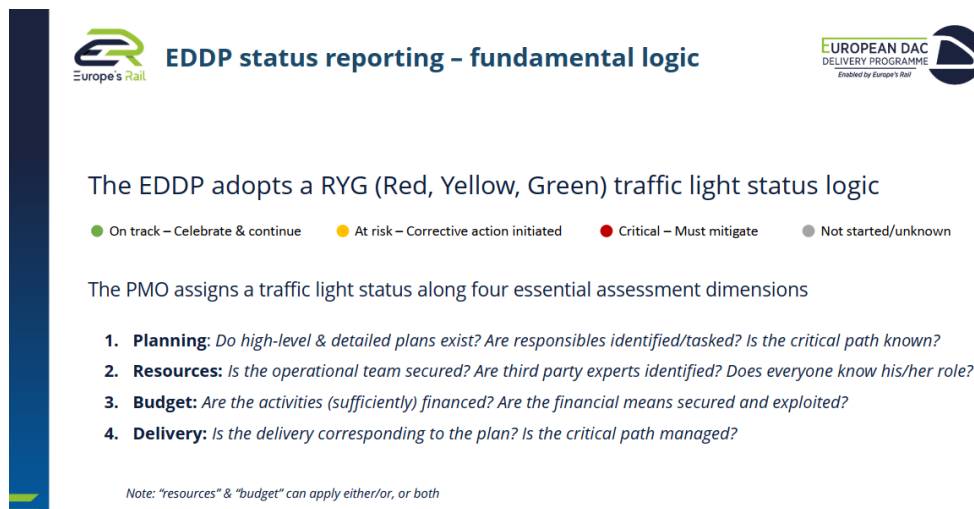 Europe's Rail
EDDP status reporting – fundamental logic
EUROPEAN DAC
DELIVERY PROGRAMME
Enabled by Europe's Rail
The EDDP adopts a RYG (Red, Yellow, Green) traffic light status logic
On track – Celebrate & continue At risk – Corrective action initiated Critical – Must mitigate Not started/unknown
The PMO assigns a traffic light status along four essential assessment dimensions
1. Planning: Do high-level & detailed plans exist? Are responsibles identified/tasked? Is the critical path known?
2. Resources: Is the operational team secured? Are third party experts identified? Does everyone know his/her role?
3. Budget: Are the activities (sufficiently) financed? Are the financial means secured and exploited?
4. Delivery: Is the delivery corresponding to the plan? Is the critical path managed?
Note: "resources" & "budget" can apply either/or, or both